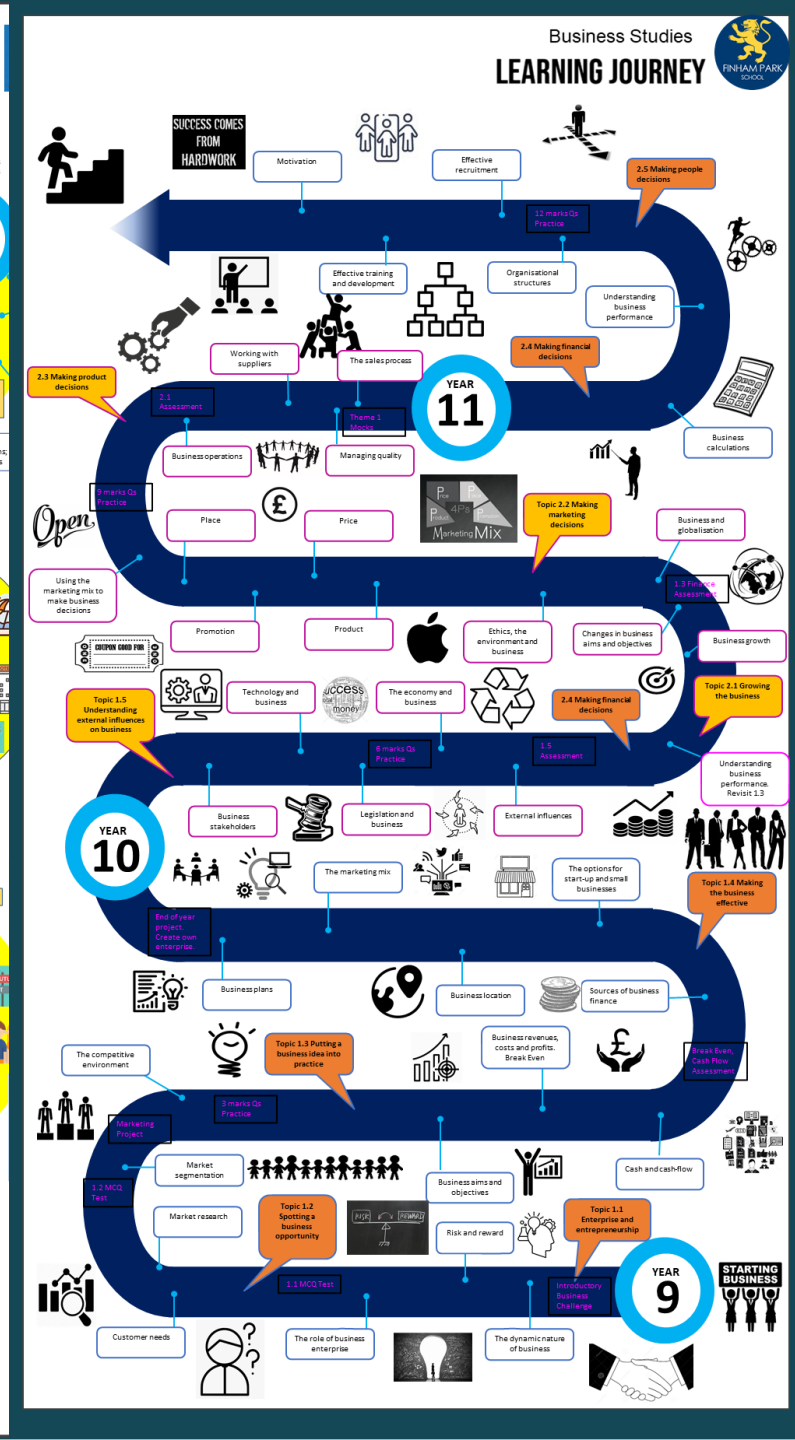 Business Studies
LEARNING JOURNEY
FINHAM PARK
SCHOOL
SUCCESS COMES
FROM
HARDWORK
Motivation
Effective
recruitment
2.5 Making people
decisions
12 marks Qs
Practice
Effective training
and development
Organisational
structures
Understanding
business
performance
2.4 Making financial
decisions
Working with
suppliers
The sales process
2.3 Making product
decisions
YEAR
11
2.1
Assessment
Theme 1
Mocks
Business
calculations
Business operations
Managing quality
9 marks Qs
Practice
Open
Place
£
Price
Price
Place
Product
4Ps
Marketing Mix
Topic 2.2 Making
marketing
decisions
Business and
globalisation
Using the
marketing mix to
make business
decisions
1.3 Finance
Assessment
Promotion
Product
Ethics, the
environment and
business
Changes in business
aims and objectives
Business growth
COUPON GOOD FOR
Topic 1.5
Understanding
external influences
on business
Technology and
business
success
money
The economy and
business
2.4 Making financial
decisions
Topic 2.1 Growing
the business
6 marks Qs
Practice
1.5
Assessment
Understanding
business
performance.
Revisit 1.3
Business
stakeholders
Legislation and
business
External influences
YEAR
10
The marketing mix
The options for
start-up and small
businesses
Topic 1.4 Making
the business
effective
End of year
project.
Create own
enterprise.
Business plans
Business location
Sources of business
finance
Topic 1.3 Putting a
business idea into
practice
Business revenues,
costs and profits.
Break Even
£
Break Even,
Cash Flow
Assessment
The competitive
environment
3 marks Qs
Practice
Marketing
Project
Market
segmentation
Business aims and
objectives
Cash and cash-flow
1.2 MCQ
Test
Market research
Topic 1.2
Spotting a
business
opportunity
RISK
REWARD
Risk and reward
Topic 1.1
Enterprise and
entrepreneurship
1.1 MCQ Test
Introductory
Business
Challenge
YEAR
9
STARTING
BUSINESS
Customer needs
The role of business
enterprise
The dynamic nature
of business